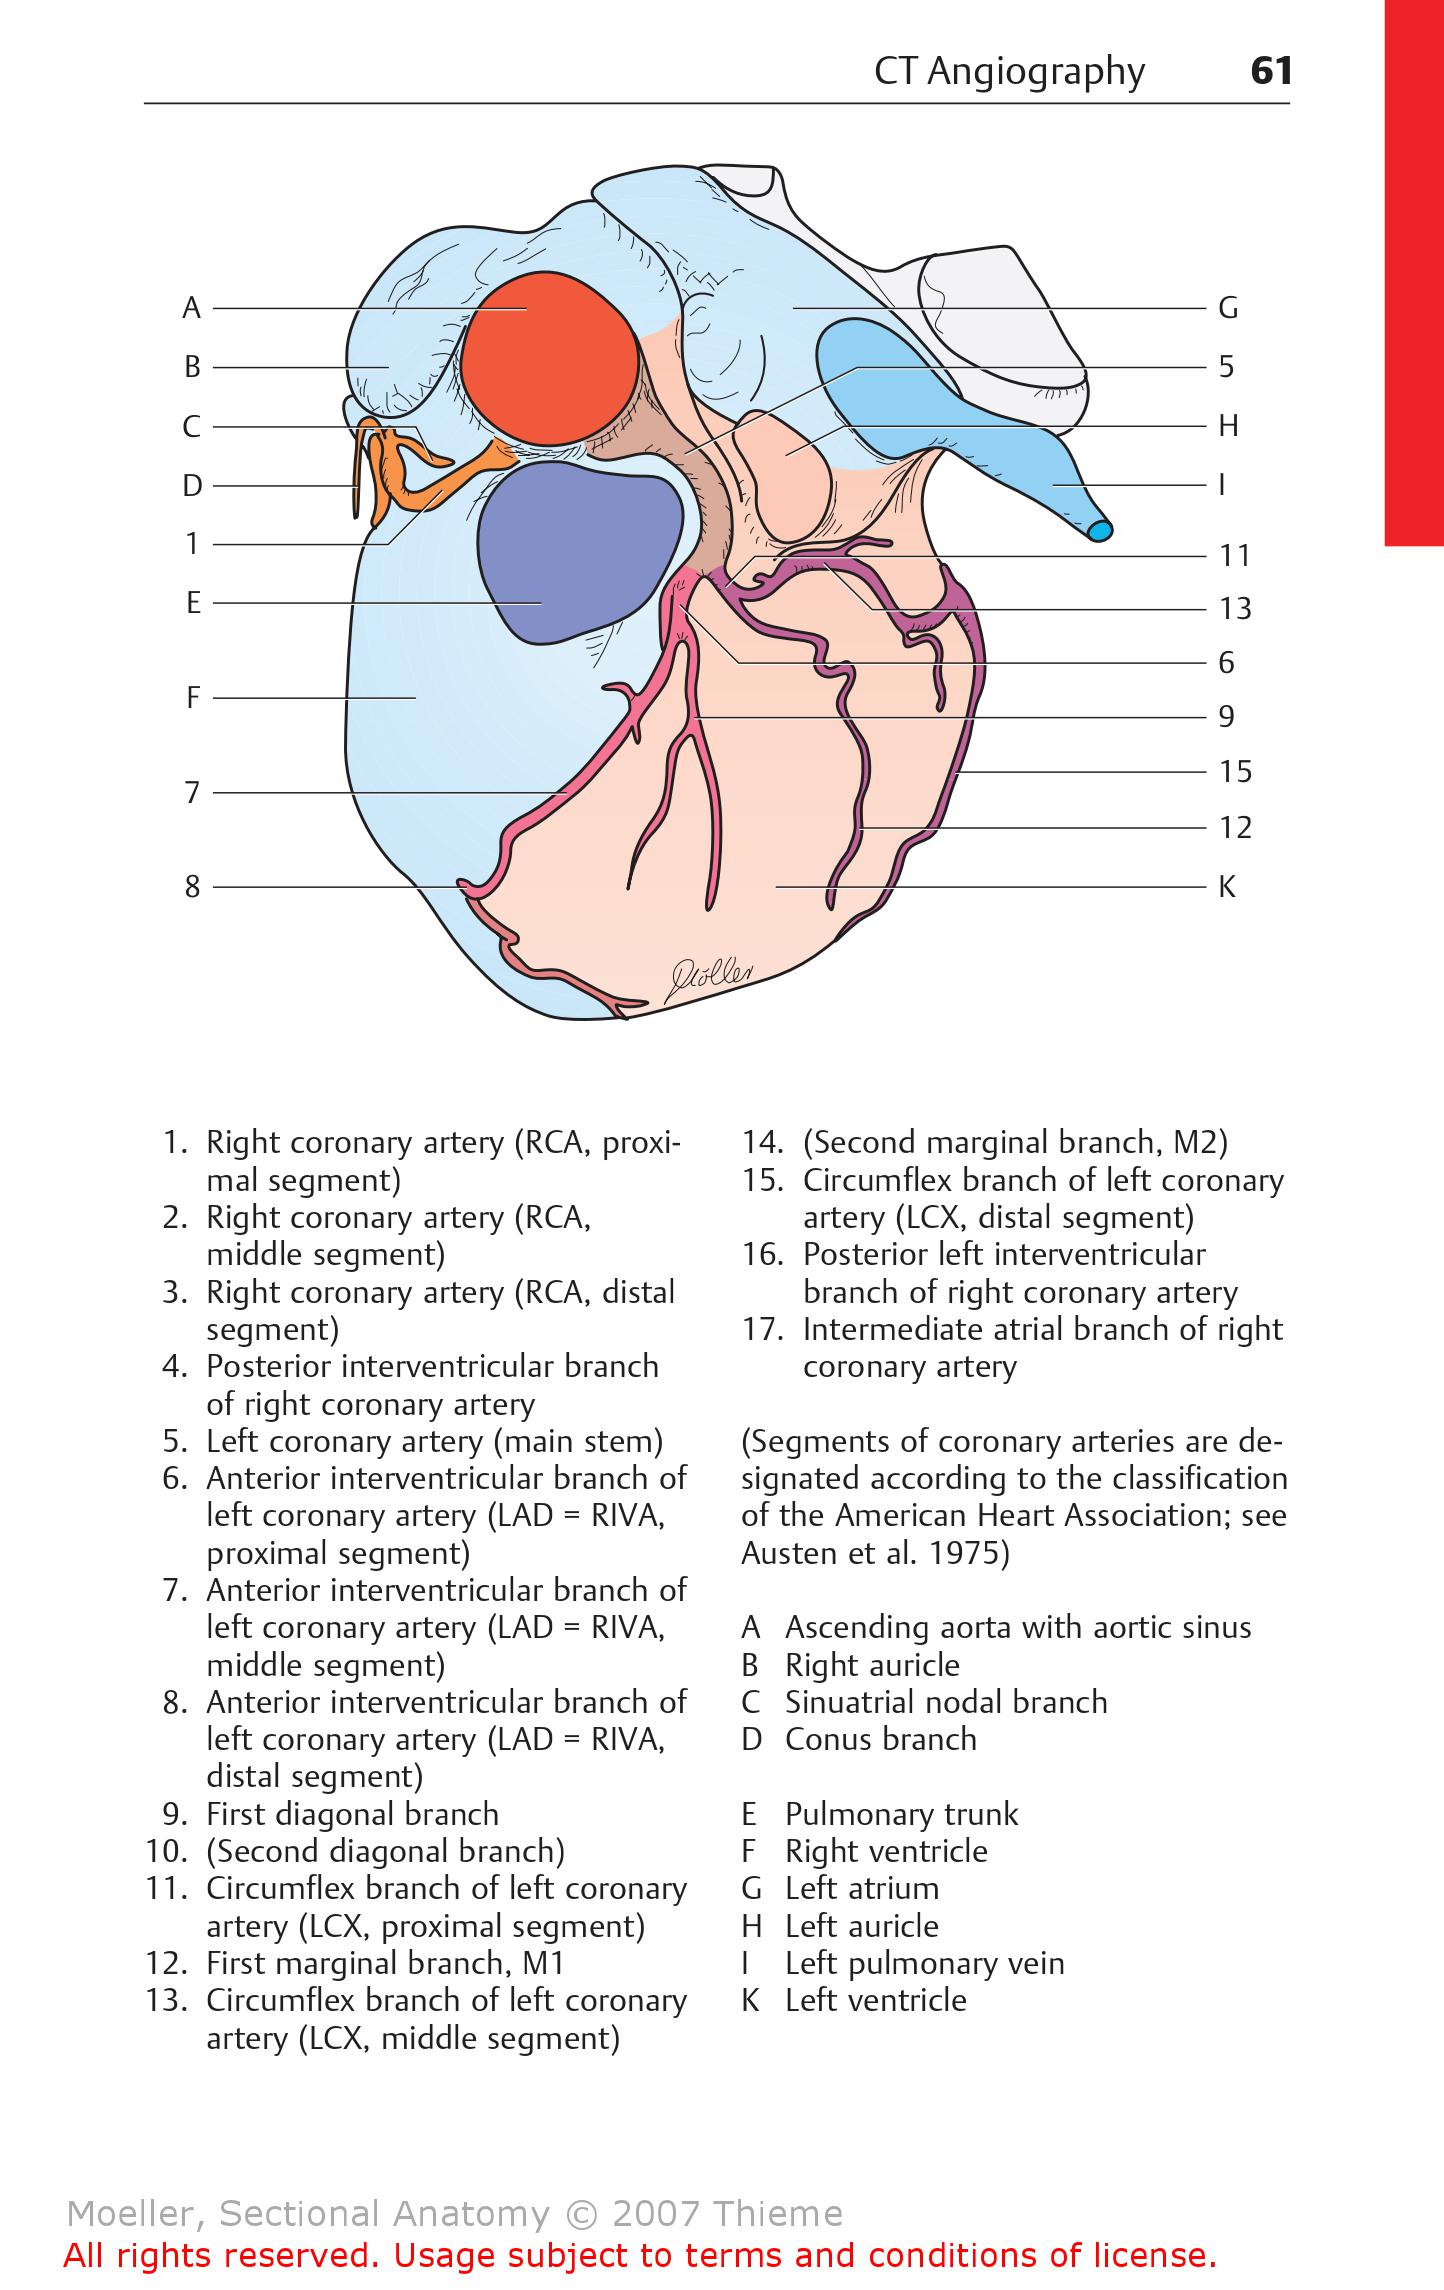 CT Angiography 61
A
B
C
D
1
E
F
7
8
G
5
H
I
11
13
6
9
15
12
K
Möller
1. Right coronary artery (RCA, proxi-
mal segment)
2. Right coronary artery (RCA,
middle segment)
3. Right coronary artery (RCA, distal
segment)
4. Posterior interventricular branch
of right coronary artery
5. Left coronary artery (main stem)
6. Anterior interventricular branch of
left coronary artery (LAD = RIVA,
proximal segment)
7. Anterior interventricular branch of
left coronary artery (LAD = RIVA,
middle segment)
8. Anterior interventricular branch of
left coronary artery (LAD = RIVA,
distal segment)
9. First diagonal branch
10. (Second diagonal branch)
11. Circumflex branch of left coronary
artery (LCX, proximal segment)
12. First marginal branch, M1
13. Circumflex branch of left coronary
artery (LCX, middle segment)
14. (Second marginal branch, M2)
15. Circumflex branch of left coronary
artery (LCX, distal segment)
16. Posterior left interventricular
branch of right coronary artery
17. Intermediate atrial branch of right
coronary artery
(Segments of coronary arteries are de-
signated according to the classification
of the American Heart Association; see
Austen et al. 1975)
A Ascending aorta with aortic sinus
B Right auricle
C Sinuatrial nodal branch
D Conus branch
E Pulmonary trunk
F Right ventricle
G Left atrium
H Left auricle
I Left pulmonary vein
K Left ventricle
Moeller, Sectional Anatomy © 2007 Thieme
All rights reserved. Usage subject to terms and conditions of license.